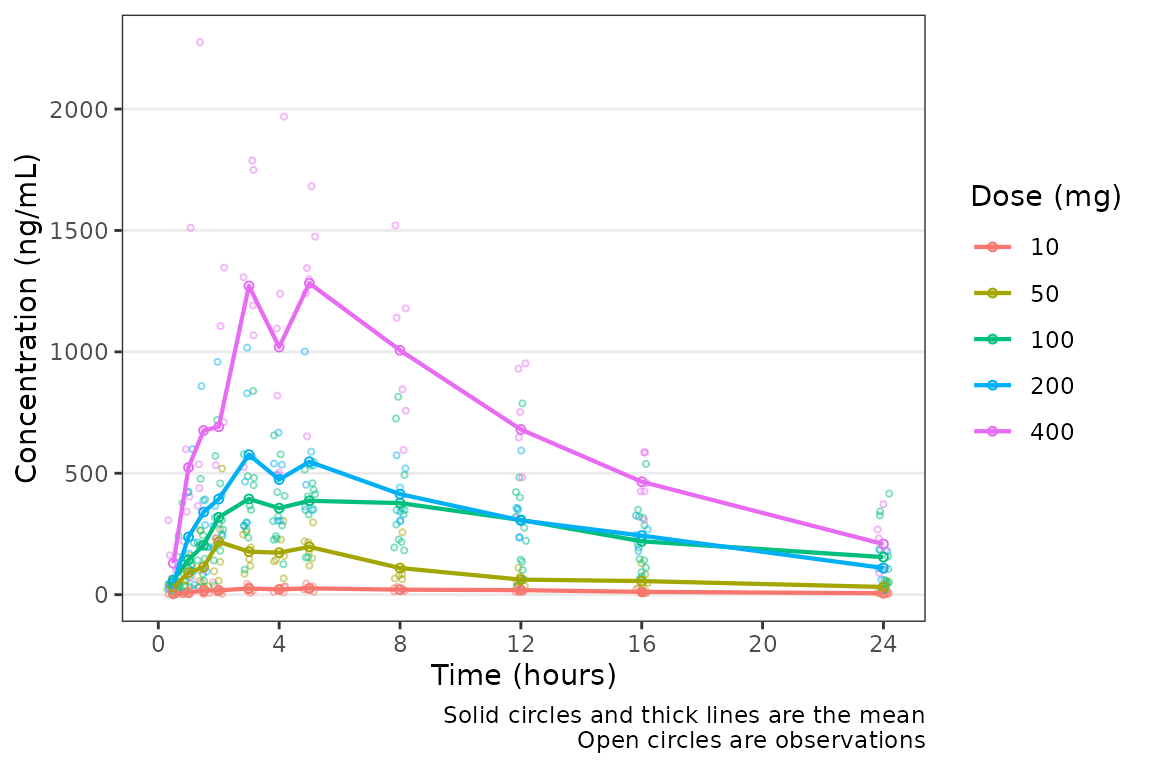 2000
1500
1000
500
0
Concentration (ng/mL)
0 4 8 12 16 20 24
Time (hours)
Dose (mg)
10
50
100
200
400
Solid circles and thick lines are the mean
Open circles are observations